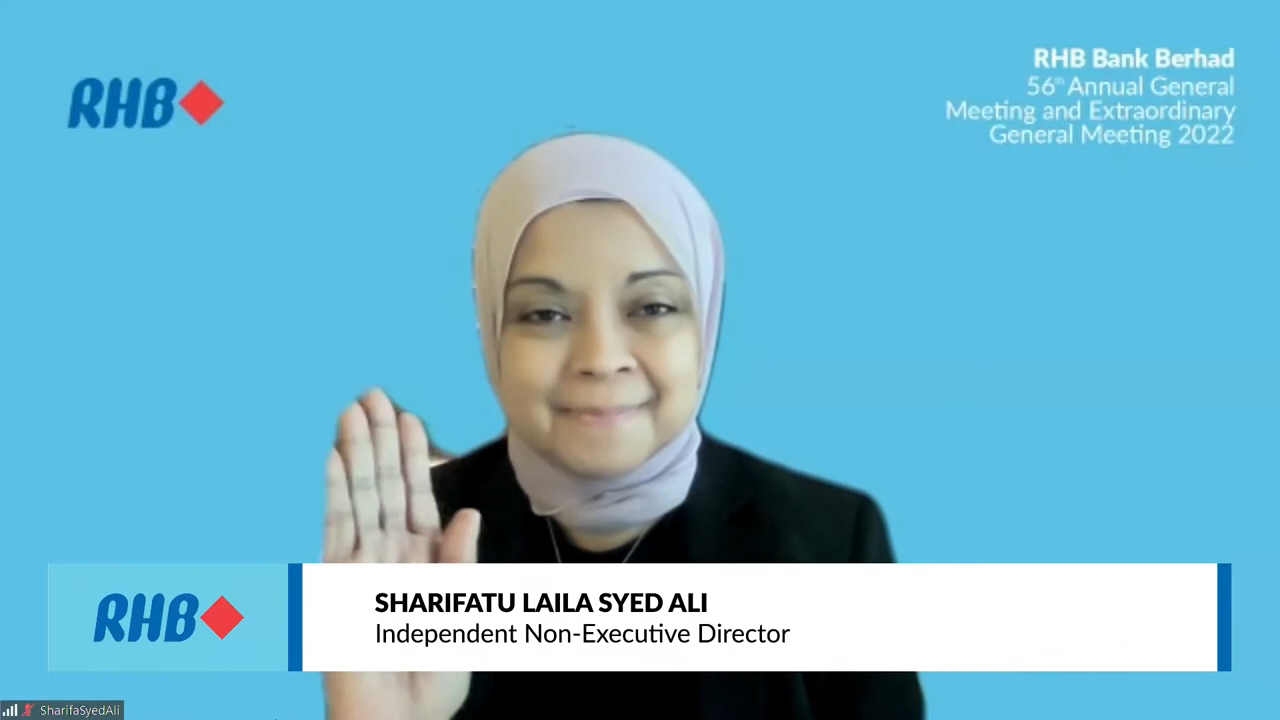 RHB
RHB Bank Berhad
56th Annual General
Meeting and Extraordinary
General Meeting 2022
RHB
SHARIFATU LAILA SYED ALI
Independent Non-Executive Director
SharifaSyedAli